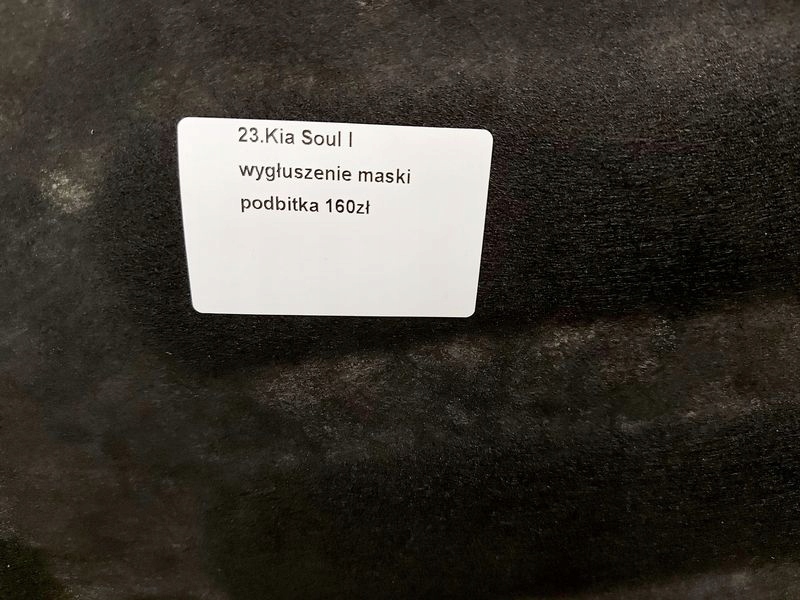 23.Kia Soul I
wygłuszenie maski
podbitka 160zł